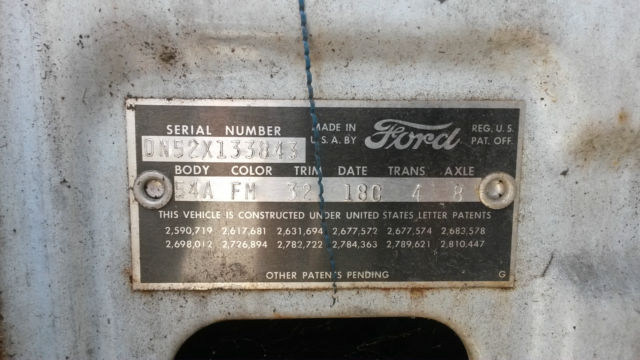 SERIAL NUMBER
MADE IN U.S.A. BY
Ford
REG. U.S. PAT. OFF.
0N52X133843
BODY COLOR TRIM DATE TRANS AXLE
54A FM 32 18C 4 8
THIS VEHICLE IS CONSTRUCTED UNDER UNITED STATES LETTER PATENTS
2,590,719 2,617,681 2,631,694 2,677,572 2,677,574 2,683,578
2,698,012 2,726,894 2,782,722 2,784,363 2,789,621 2,810,447
OTHER PATEN'S PENDING G